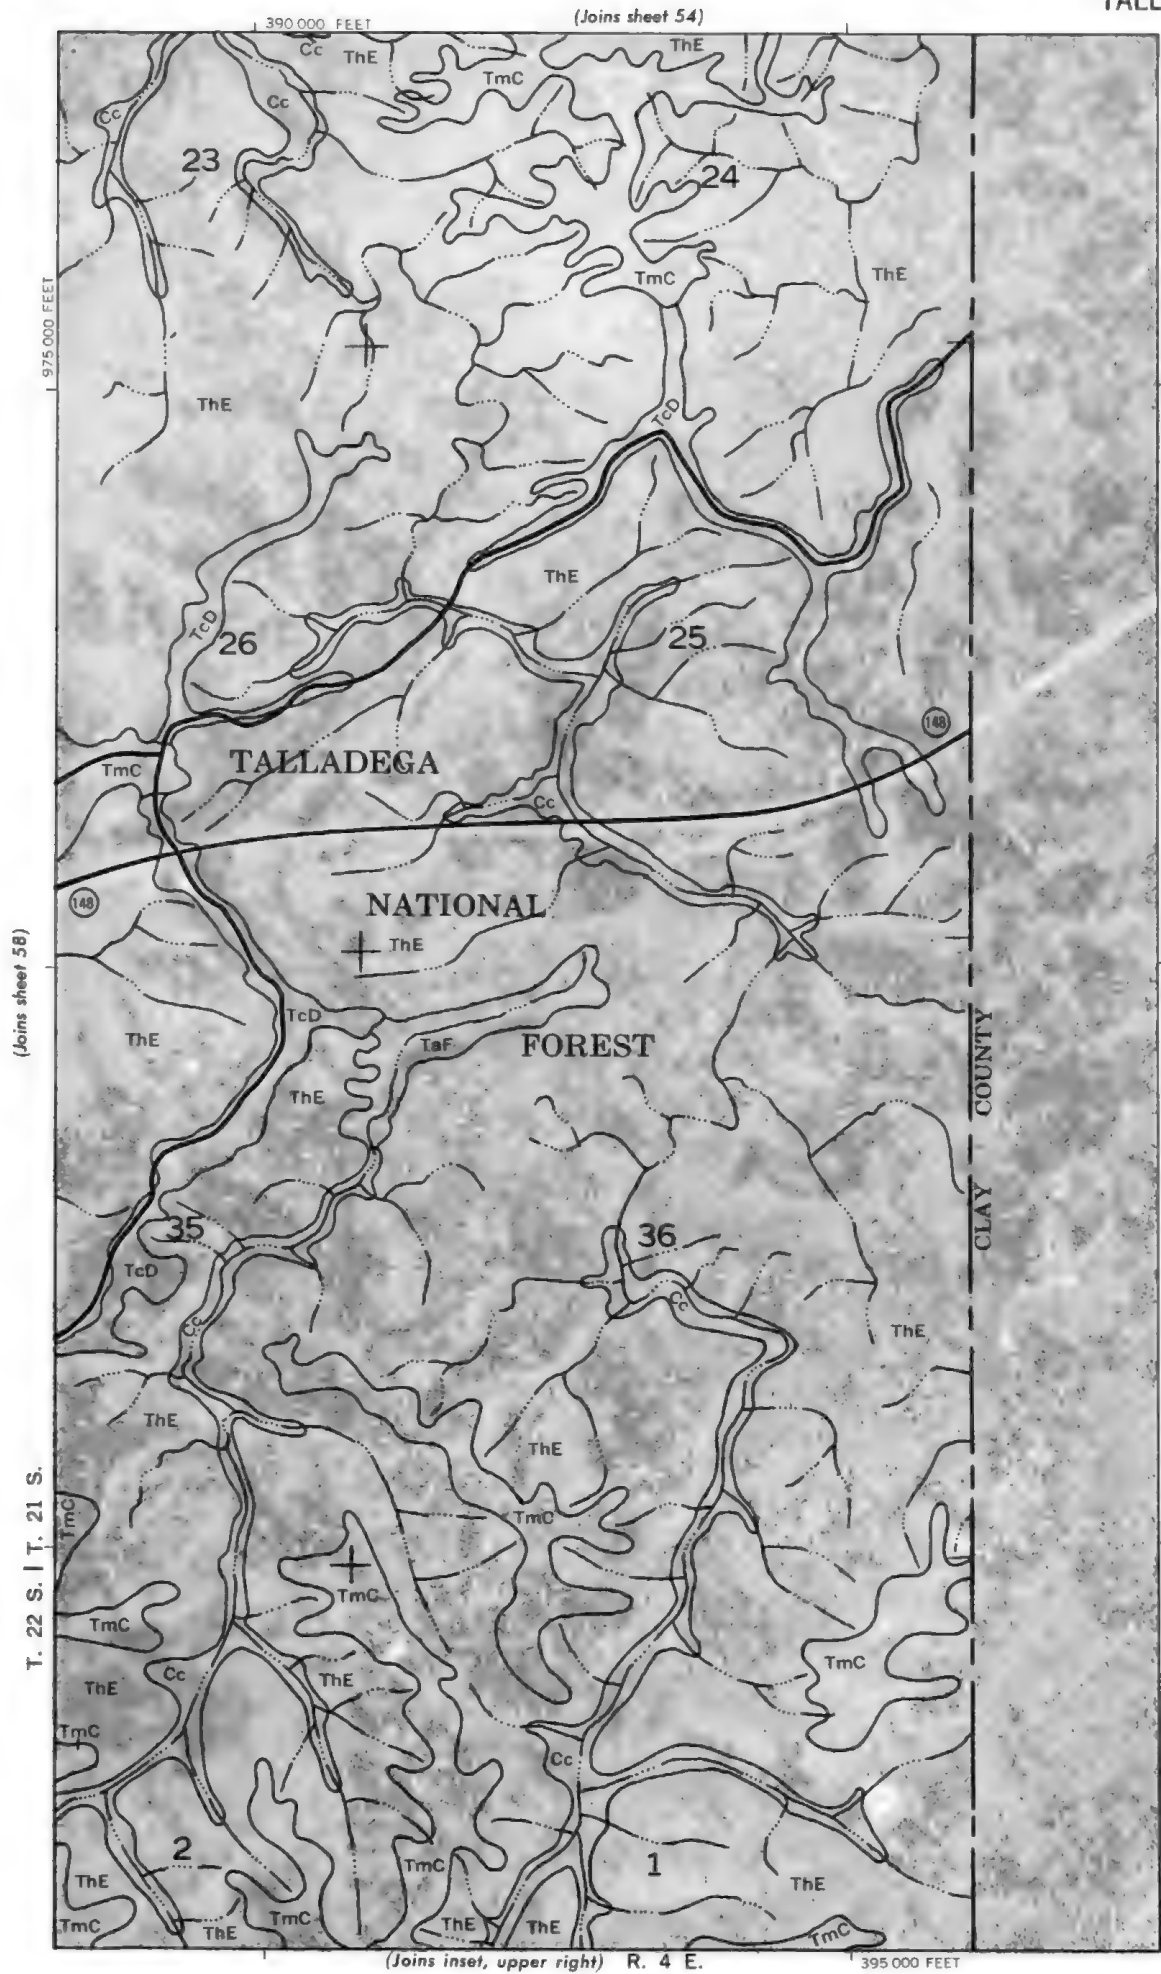 TALL
390 000 FEET
(Joins sheet 54)
Cc
ThE
ThE
TmC
Cc
Cc
23
24
TmC
ThE
975 000 FEET
ThE
TcD
ThE
TcD
26
25
148
TmC
TALLADEGA
Cc
148
NATIONAL
ThE
(Joins sheet 58)
TcD
ThE
TaF
FOREST
ThE
CLAY COUNTY
35
36
TcD
Cc
Cc
ThE
ThE
ThE
T. 22 S. | T. 21 S.
TmC
TmC
TmC
TmC
TmC
Cc
ThE
ThE
TmC
Cc
2
1
TmC
ThE
ThE
TmC
TmC
ThE
ThE
ThE
TmC
(Joins inset, upper right)
R. 4 E.
395 000 FEET